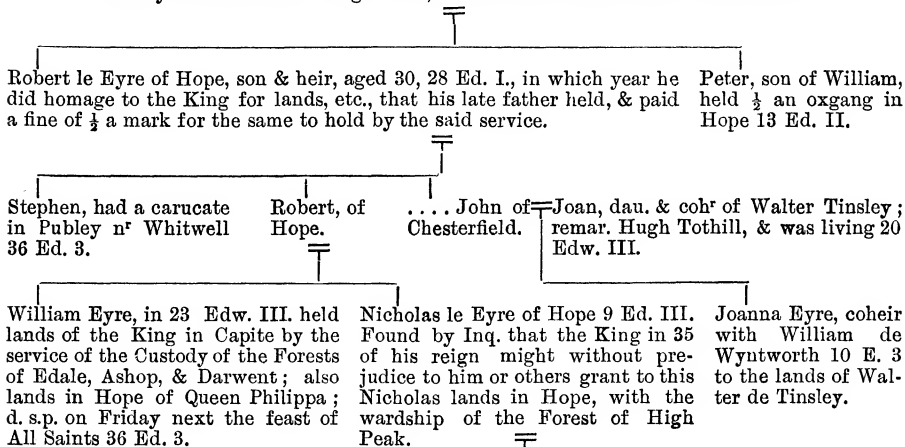 Robert le Eyre of Hope, son & heir, aged 30, 28 Ed. I., in which year he
did homage to the King for lands, etc., that his late father held, & paid
a fine of ½ a mark for the same to hold by the said service.
Peter, son of William,
held ½ an oxgang in
Hope 13 Ed. II.
Stephen, had a carucate
in Publey nʳ Whitwell
36 Ed. 3.
Robert, of
Hope.
.... John of
Chesterfield.
Joan, dau. & cohʳ of Walter Tinsley;
remar. Hugh Tothill, & was living 20
Edw. III.
William Eyre, in 23 Edw. III. held
lands of the King in Capite by the
service of the Custody of the Forests
of Edale, Ashop, & Darwent; also
lands in Hope of Queen Philippa;
d. s.p. on Friday next the feast of
All Saints 36 Ed. 3.
Nicholas le Eyre of Hope 9 Ed. III.
Found by Inq. that the King in 35
of his reign might without pre-
judice to him or others grant to this
Nicholas lands in Hope, with the
wardship of the Forest of High
Peak.
Joanna Eyre, coheir
with William de
Wyntworth 10 E. 3
to the lands of Wal-
ter de Tinsley.